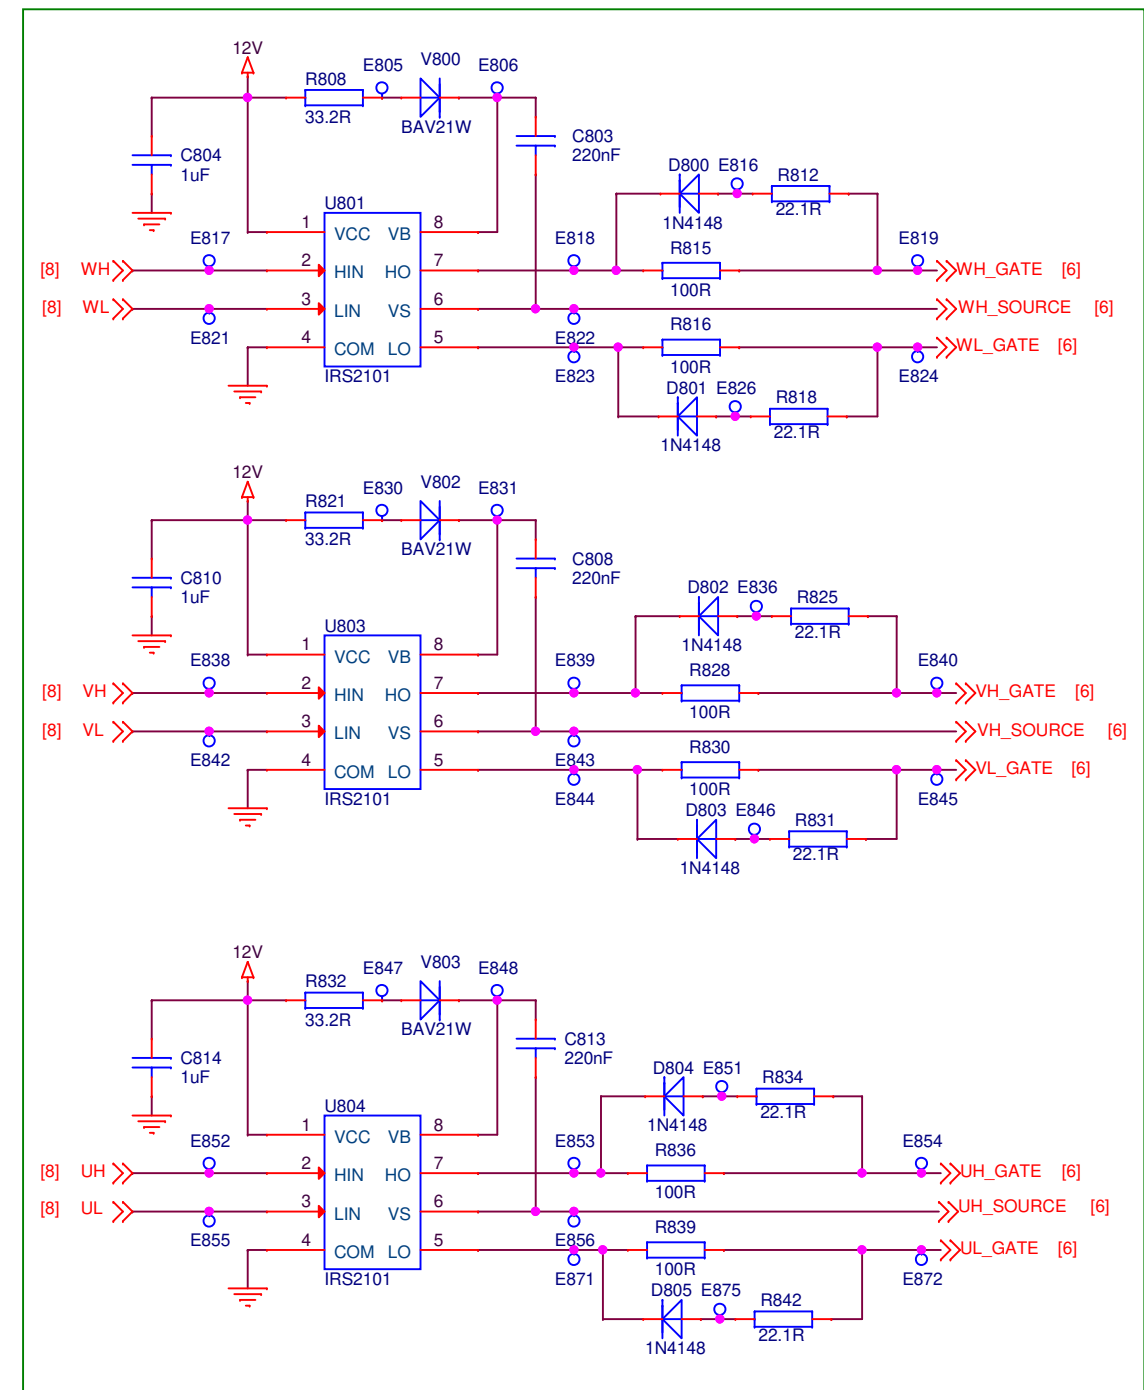 12V
R808 E805 V800 E806
33.2R BAV21W
C804
1uF
C803
220nF
D800 E816 R812
1N4148 22.1R
U801
1 VCC VB 8
E817 E818 R815 E819
[8] WH 2 HIN HO 7 WH_GATE [6]
100R
[8] WL 3 LIN VS 6 WH_SOURCE [6]
E821 E822 R816
4 COM LO 5 WL_GATE [6]
IRS2101 E823 100R E824
D801 E826 R818
1N4148 22.1R
12V
R821 E830 V802 E831
33.2R BAV21W
C810
1uF
C808
220nF
D802 E836 R825
1N4148 22.1R
U803
1 VCC VB 8
E838 E839 R828 E840
[8] VH 2 HIN HO 7 VH_GATE [6]
100R
[8] VL 3 LIN VS 6 VH_SOURCE [6]
E842 E843 R830
4 COM LO 5 VL_GATE [6]
IRS2101 E844 100R E845
D803 E846 R831
1N4148 22.1R
12V
R832 E847 V803 E848
33.2R BAV21W
C814
1uF
C813
220nF
D804 E851 R834
1N4148 22.1R
U804
1 VCC VB 8
E852 E853 R836 E854
[8] UH 2 HIN HO 7 UH_GATE [6]
100R
[8] UL 3 LIN VS 6 UH_SOURCE [6]
E855 E856 R839
4 COM LO 5 UL_GATE [6]
IRS2101 E871 100R E872
D805 E875 R842
1N4148 22.1R